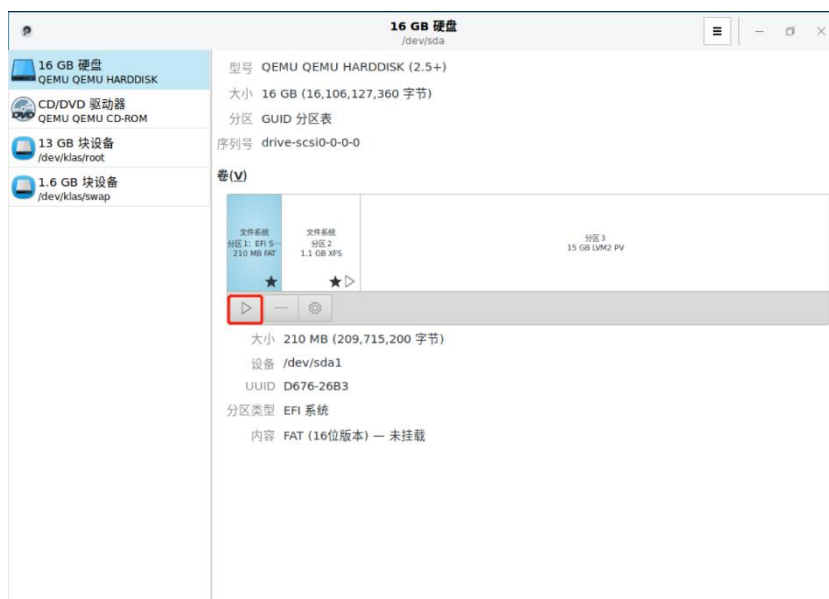 16 GB 硬盘
/dev/sda
16 GB 硬盘
QEMU QEMU HARDDISK
CD/DVD 驱动器
QEMU QEMU CD-ROM
13 GB 块设备
/dev/klas/root
1.6 GB 块设备
/dev/klas/swap
型号 QEMU QEMU HARDDISK (2.5+)
大小 16 GB (16,106,127,360 字节)
分区 GUID 分区表
序列号 drive-scsi0-0-0-0
卷(V)
文件系统
分区 1: EFI S…
210 MB FAT
文件系统
分区 2
1.1 GB XFS
分区 3
15 GB LVM2 PV
大小 210 MB (209,715,200 字节)
设备 /dev/sda1
UUID D676-26B3
分区类型 EFI 系统
内容 FAT (16位版本) — 未挂载